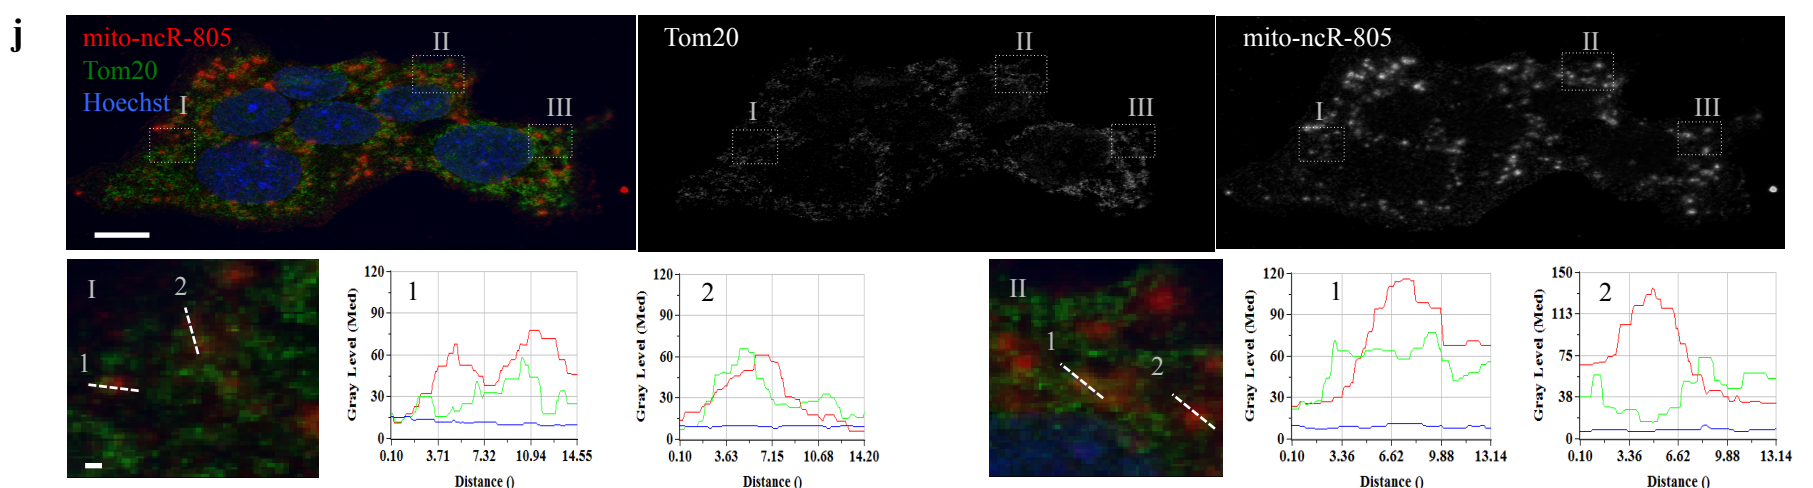 j
mito-ncR-805
Tom20
Hoechst
I
II
III
Tom20
I
II
III
mito-ncR-805
I
II
III
I
1
2
1
Gray Level (Med)
120
90
60
30
0
0.10 3.71 7.32 10.94 14.55
Distance ()
2
Gray Level (Med)
120
90
60
30
0
0.10 3.63 7.15 10.68 14.20
Distance ()
II
1
2
1
Gray Level (Med)
120
90
60
30
0
0.10 3.36 6.62 9.88 13.14
Distance ()
2
Gray Level (Med)
150
113
75
38
0
0.10 3.36 6.62 9.88 13.14
Distance ()